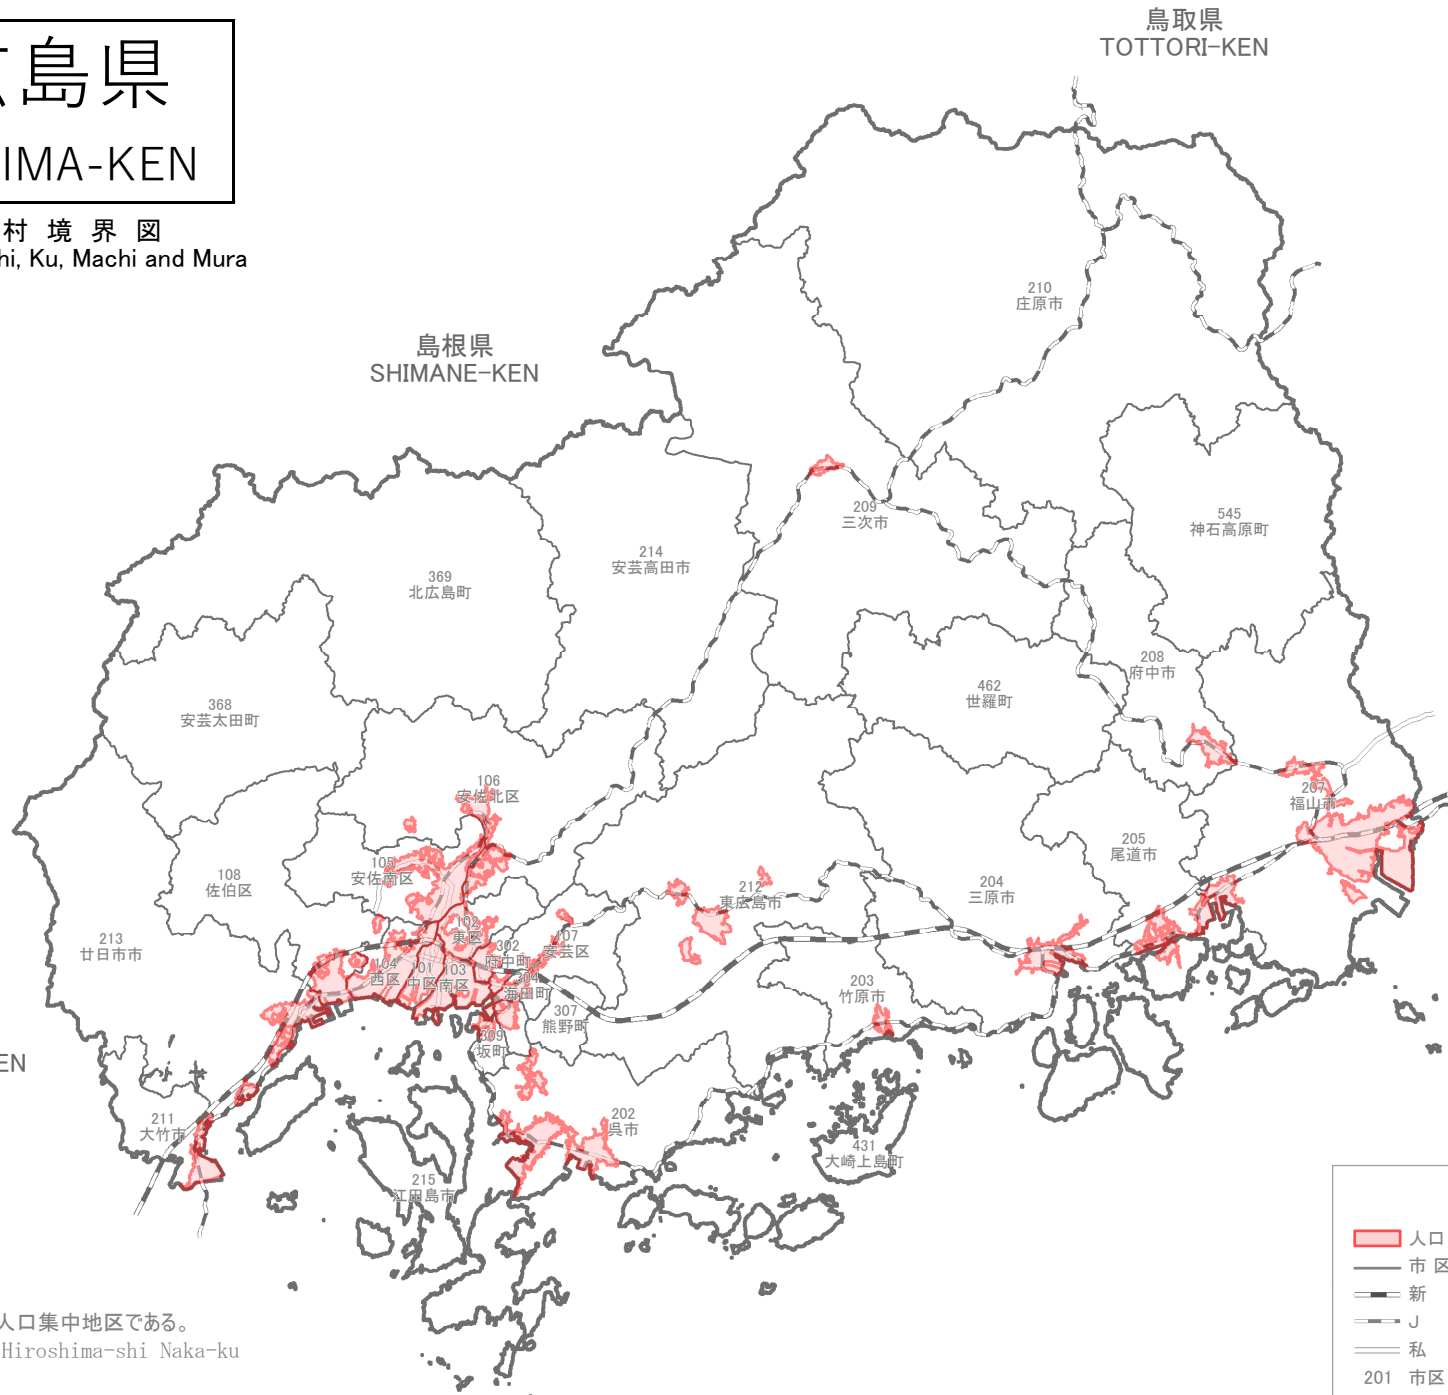 島県
IMA-KEN
村 境 界 図
hi, Ku, Machi and Mura
鳥取県
TOTTORI-KEN
島根県
SHIMANE-KEN
210
庄原市
209
三次市
545
神石高原町
214
安芸高田市
369
北広島町
208
府中市
462
世羅町
368
安芸太田町
207
福山市
106
安佐北区
205
尾道市
105
安佐南区
108
佐伯区
204
三原市
212
東広島市
213
廿日市市
102
東区
107
安芸区
302
府中町
104
西区
101
中区
103
南区
304
海田町
203
竹原市
307
熊野町
309
坂町
EN
211
大竹市
202
呉市
431
大崎上島町
215
江田島市
人口集中地区である。
Hiroshima-shi Naka-ku
人口
市 区
新
J
私
201 市区